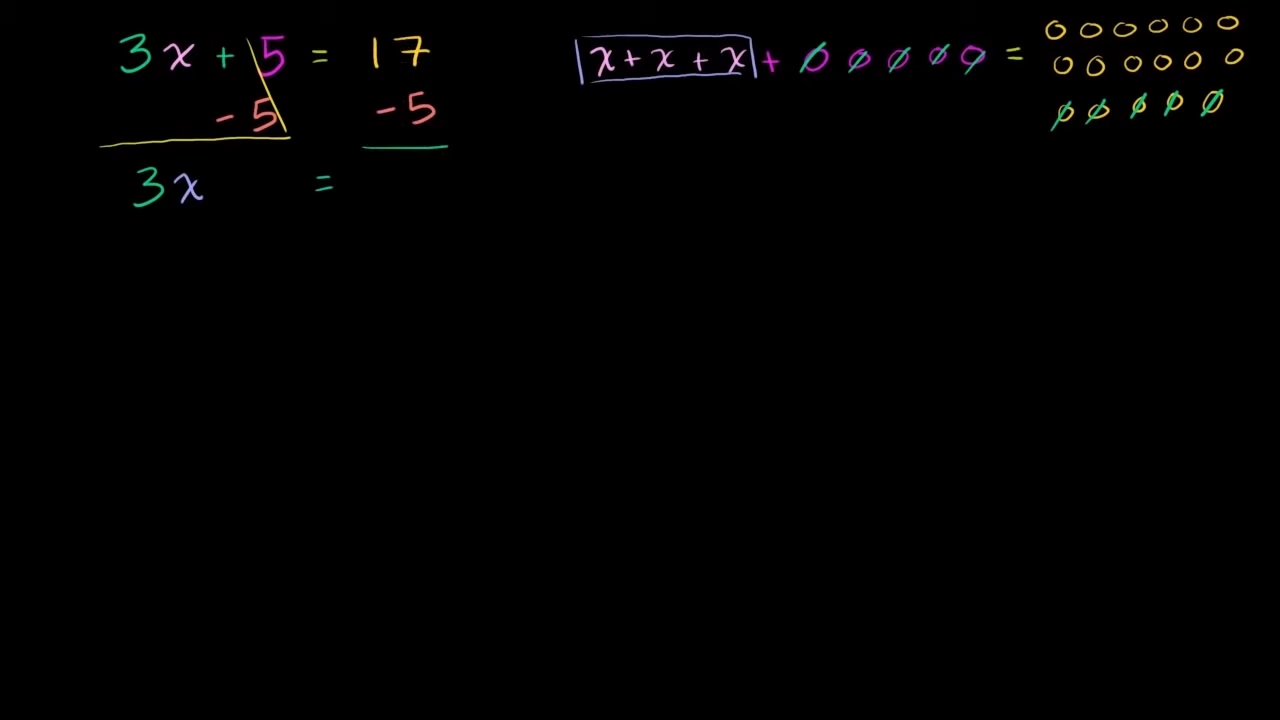 3x + 5 = 17
- 5 - 5
3x =
x + x + x + 0 0 0 0 0 =
0 0 0 0 0 0
0 0 0 0 0 0
0 0 0 0 0